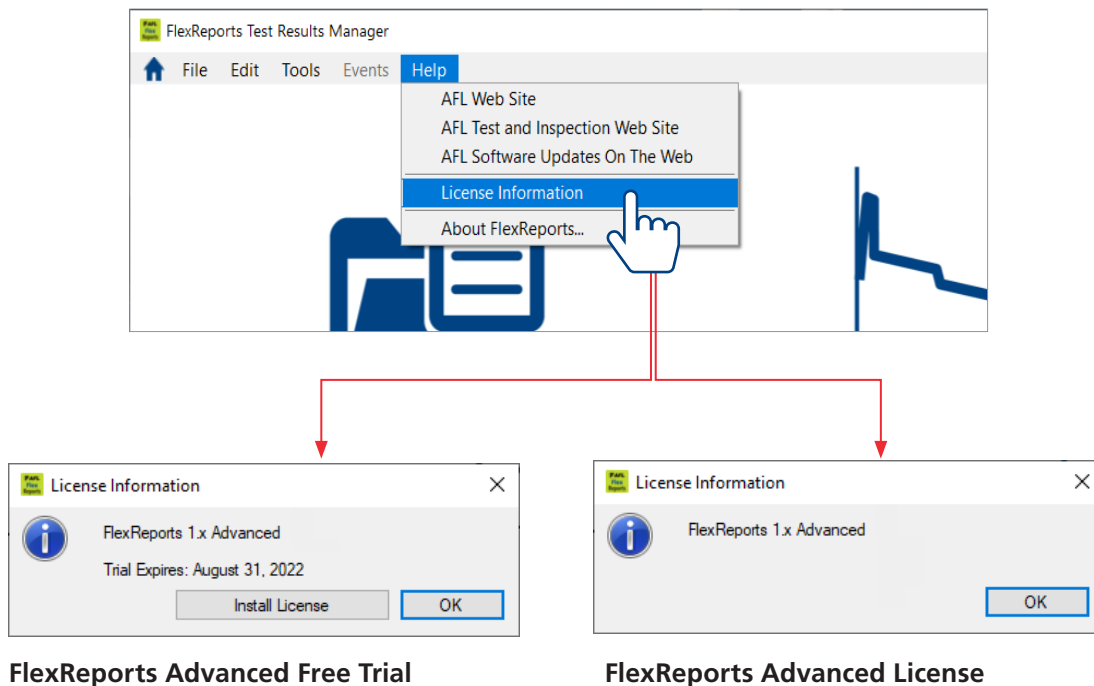 FlexReports Test Results Manager
File Edit Tools Events Help
AFL Web Site
AFL Test and Inspection Web Site
AFL Software Updates On The Web
License Information
About FlexReports...
License Information
FlexReports 1.x Advanced
Trial Expires: August 31, 2022
Install License OK
FlexReports Advanced Free Trial
License Information
FlexReports 1.x Advanced
OK
FlexReports Advanced License